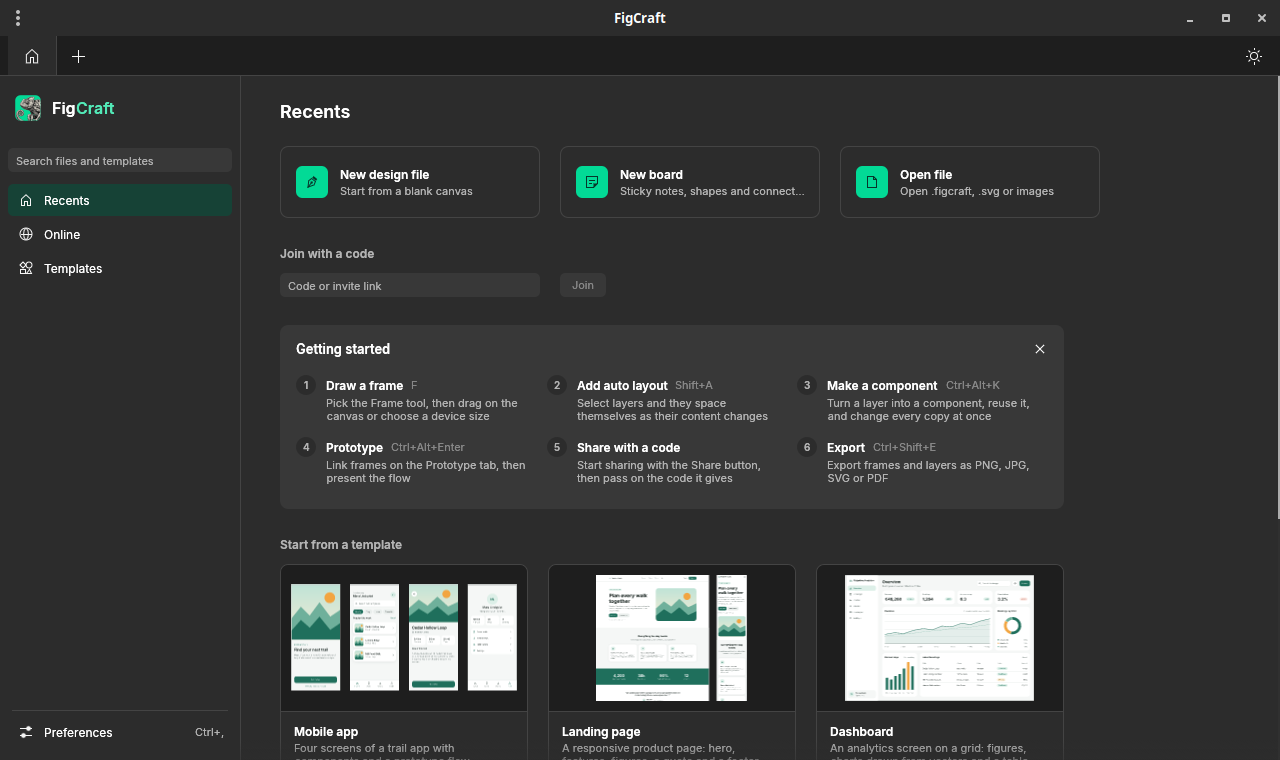 FigCraft
FigCraft
Search files and templates
Recents
Online
Templates
Preferences Ctrl+,
Recents
New design file
Start from a blank canvas
New board
Sticky notes, shapes and connect...
Open file
Open .figcraft, .svg or images
Join with a code
Code or invite link
Join
Getting started
1 Draw a frame F
Pick the Frame tool, then drag on the
canvas or choose a device size
2 Add auto layout Shift+A
Select layers and they space
themselves as their content changes
3 Make a component Ctrl+Alt+K
Turn a layer into a component, reuse it,
and change every copy at once
4 Prototype Ctrl+Alt+Enter
Link frames on the Prototype tab, then
present the flow
5 Share with a code
Start sharing with the Share button,
then pass on the code it gives
6 Export Ctrl+Shift+E
Export frames and layers as PNG, JPG,
SVG or PDF
Start from a template
Plan every walk
together
Overview
Mobile app
Four screens of a trail app with
Landing page
A responsive product page: hero,
Dashboard
An analytics screen on a grid: figures,